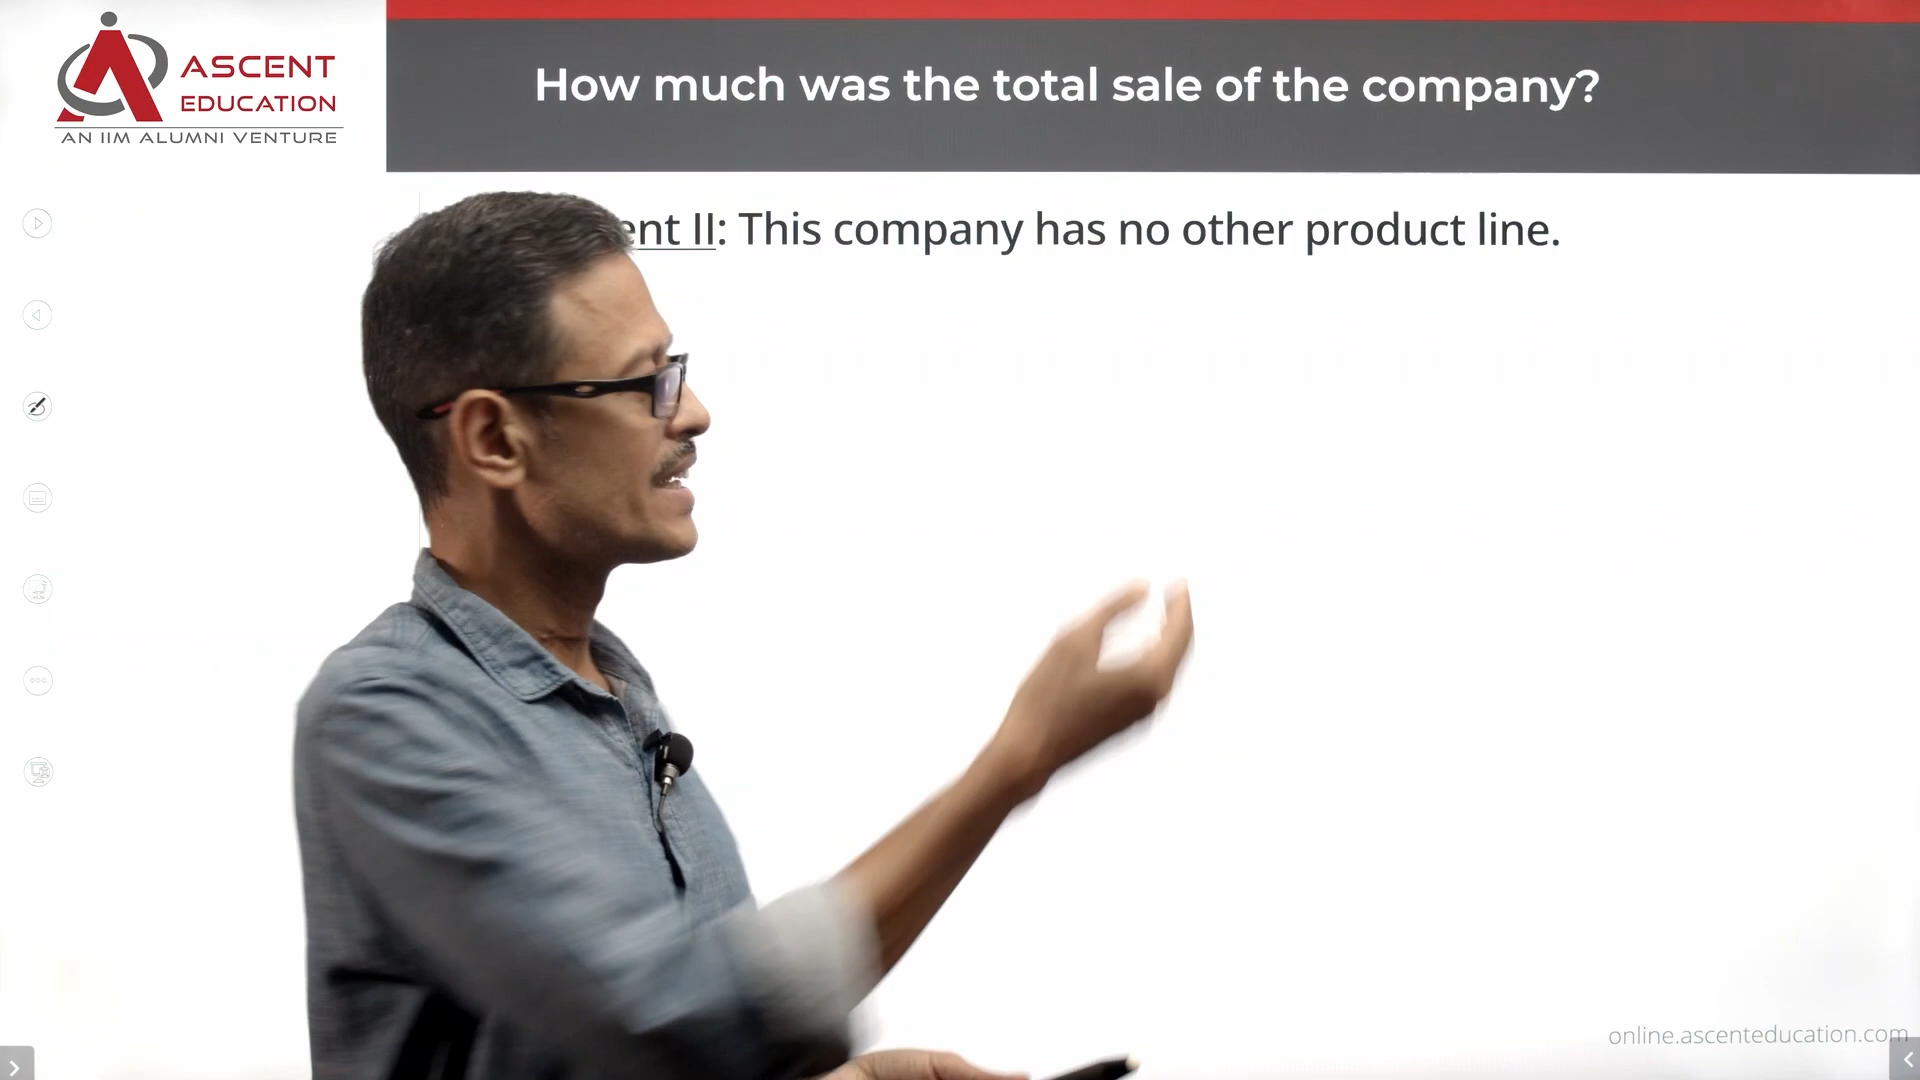 ASCENT
EDUCATION
AN IIM ALUMNI VENTURE
How much was the total sale of the company?
ent II: This company has no other product line.
online.ascenteducation.com